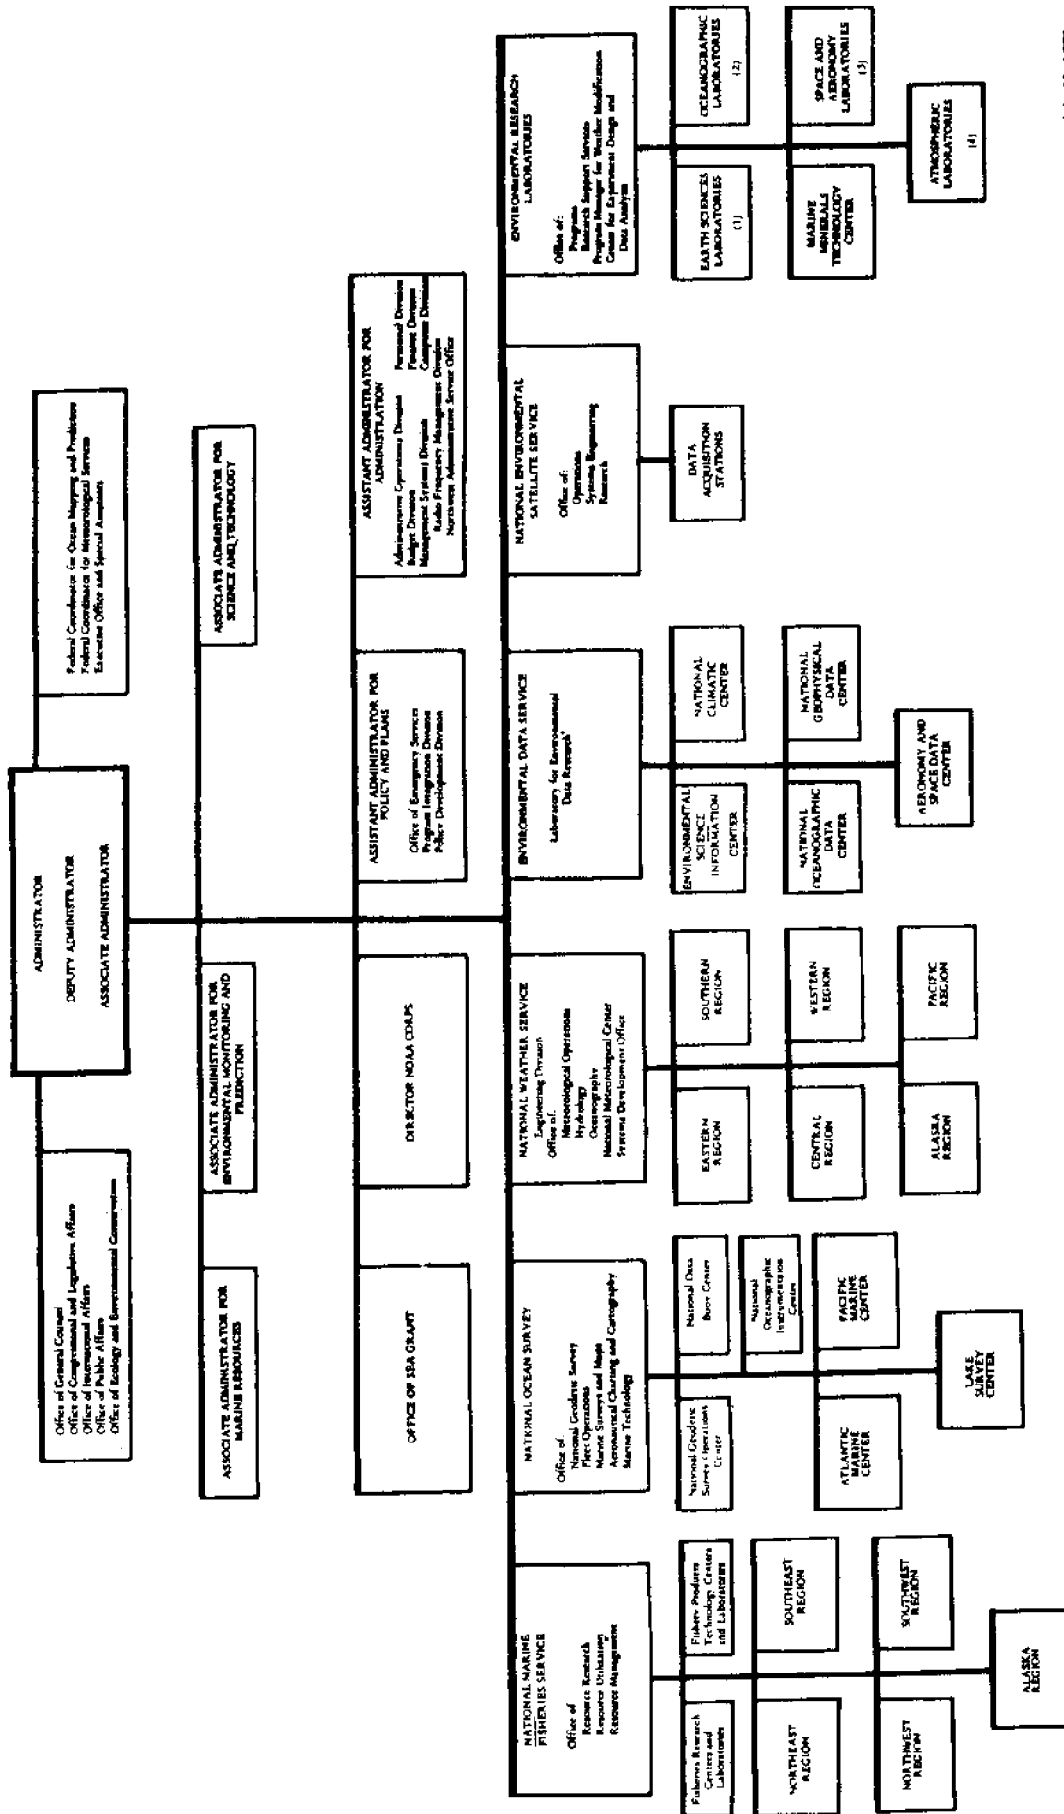 ADMINISTRATOR
DEPUTY ADMINISTRATOR
ASSOCIATE ADMINISTRATOR
Office of General Counsel
Office of Congressional and Legislative Affairs
Office of International Affairs
Office of Public Affairs
Office of Ecology and Environmental Conservation
Federal Coordinator for Ocean Mapping and Prediction
Federal Coordinator for Meteorological Services
Executive Office and Special Assistants
ASSOCIATE ADMINISTRATOR FOR
MARINE RESOURCES
ASSOCIATE ADMINISTRATOR FOR
ENVIRONMENTAL MONITORING AND
PREDICTION
ASSOCIATE ADMINISTRATOR FOR
SCIENCE AND TECHNOLOGY
OFFICE OF SEA GRANT
DIRECTOR NOAA CORPS
ASSISTANT ADMINISTRATOR FOR
POLICY AND PLANS
Office of Emergency Services
Program Integration Division
Policy Development Division
ASSISTANT ADMINISTRATOR FOR
ADMINISTRATION
Administrative Operations Division Personnel Division
Budget Division Finance Division
Management Systems Division Computer Division
Radio Frequency Management Division
Northwest Administrative Service Office
NATIONAL MARINE
FISHERIES SERVICE
Office of
Resource Research
Resource Utilization
Resource Management
Fisheries Research
Centers and
Laboratories
Fishery Products
Technology Centers
and Laboratories
NORTHEAST
REGION
SOUTHEAST
REGION
NORTHWEST
REGION
SOUTHWEST
REGION
ALASKA
REGION
NATIONAL OCEAN SURVEY
Office of
National Geodetic Survey
Fleet Operations
Marine Surveys and Maps
Aeronautical Charting and Cartography
Marine Technology
National Geodetic
Survey Operations
Center
National Data
Buoy Center
National
Oceanographic
Instrumentation
Center
ATLANTIC
MARINE
CENTER
PACIFIC
MARINE
CENTER
LAKE
SURVEY
CENTER
NATIONAL WEATHER SERVICE
Engineering Division
Office of:
Meteorological Operations
Hydrology
Oceanography
National Meteorological Center
Systems Development Office
EASTERN
REGION
SOUTHERN
REGION
CENTRAL
REGION
WESTERN
REGION
ALASKA
REGION
PACIFIC
REGION
ENVIRONMENTAL DATA SERVICE
Laboratory for Environmental
Data Research
ENVIRONMENTAL
SCIENCE
INFORMATION
CENTER
NATIONAL
CLIMATIC
CENTER
NATIONAL
OCEANOGRAPHIC
DATA
CENTER
NATIONAL
GEOPHYSICAL
DATA
CENTER
AERONOMY AND
SPACE DATA
CENTER
NATIONAL ENVIRONMENTAL
SATELLITE SERVICE
Office of:
Operations
Systems Engineering
Research
DATA
ACQUISITION
STATIONS
ENVIRONMENTAL RESEARCH
LABORATORIES
Office of:
Programs
Research Support Services
Program Manager for Weather Modification
Center for Experiment Design and
Data Analysis
EARTH SCIENCES
LABORATORIES
(1)
OCEANOGRAPHIC
LABORATORIES
(2)
MARINE
MINERALS
TECHNOLOGY
CENTER
SPACE AND
AERONOMY
LABORATORIES
(3)
ATMOSPHERIC
LABORATORIES
(4)